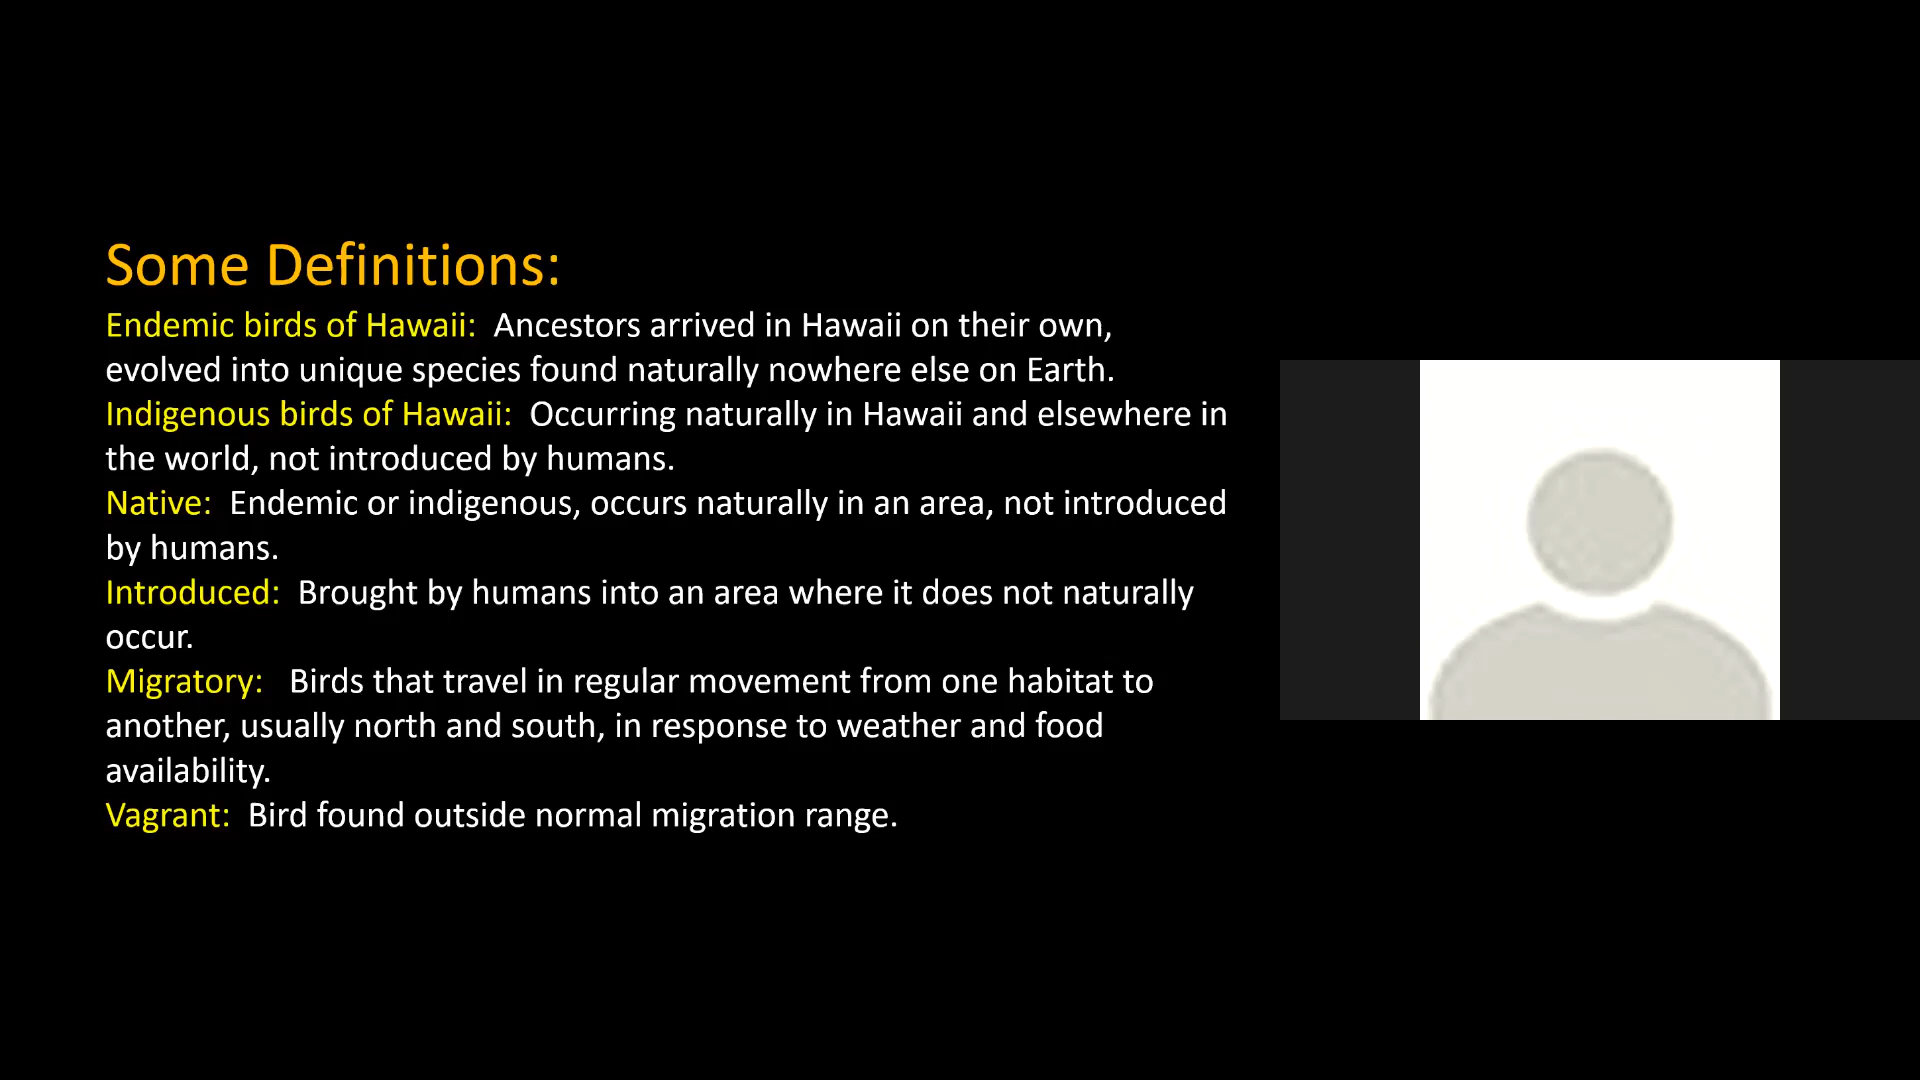 Some Definitions:
Endemic birds of Hawaii:  Ancestors arrived in Hawaii on their own,
evolved into unique species found naturally nowhere else on Earth.
Indigenous birds of Hawaii:  Occurring naturally in Hawaii and elsewhere in
the world, not introduced by humans.
Native:  Endemic or indigenous, occurs naturally in an area, not introduced
by humans.
Introduced:  Brought by humans into an area where it does not naturally
occur.
Migratory:   Birds that travel in regular movement from one habitat to
another, usually north and south, in response to weather and food
availability.
Vagrant:  Bird found outside normal migration range.